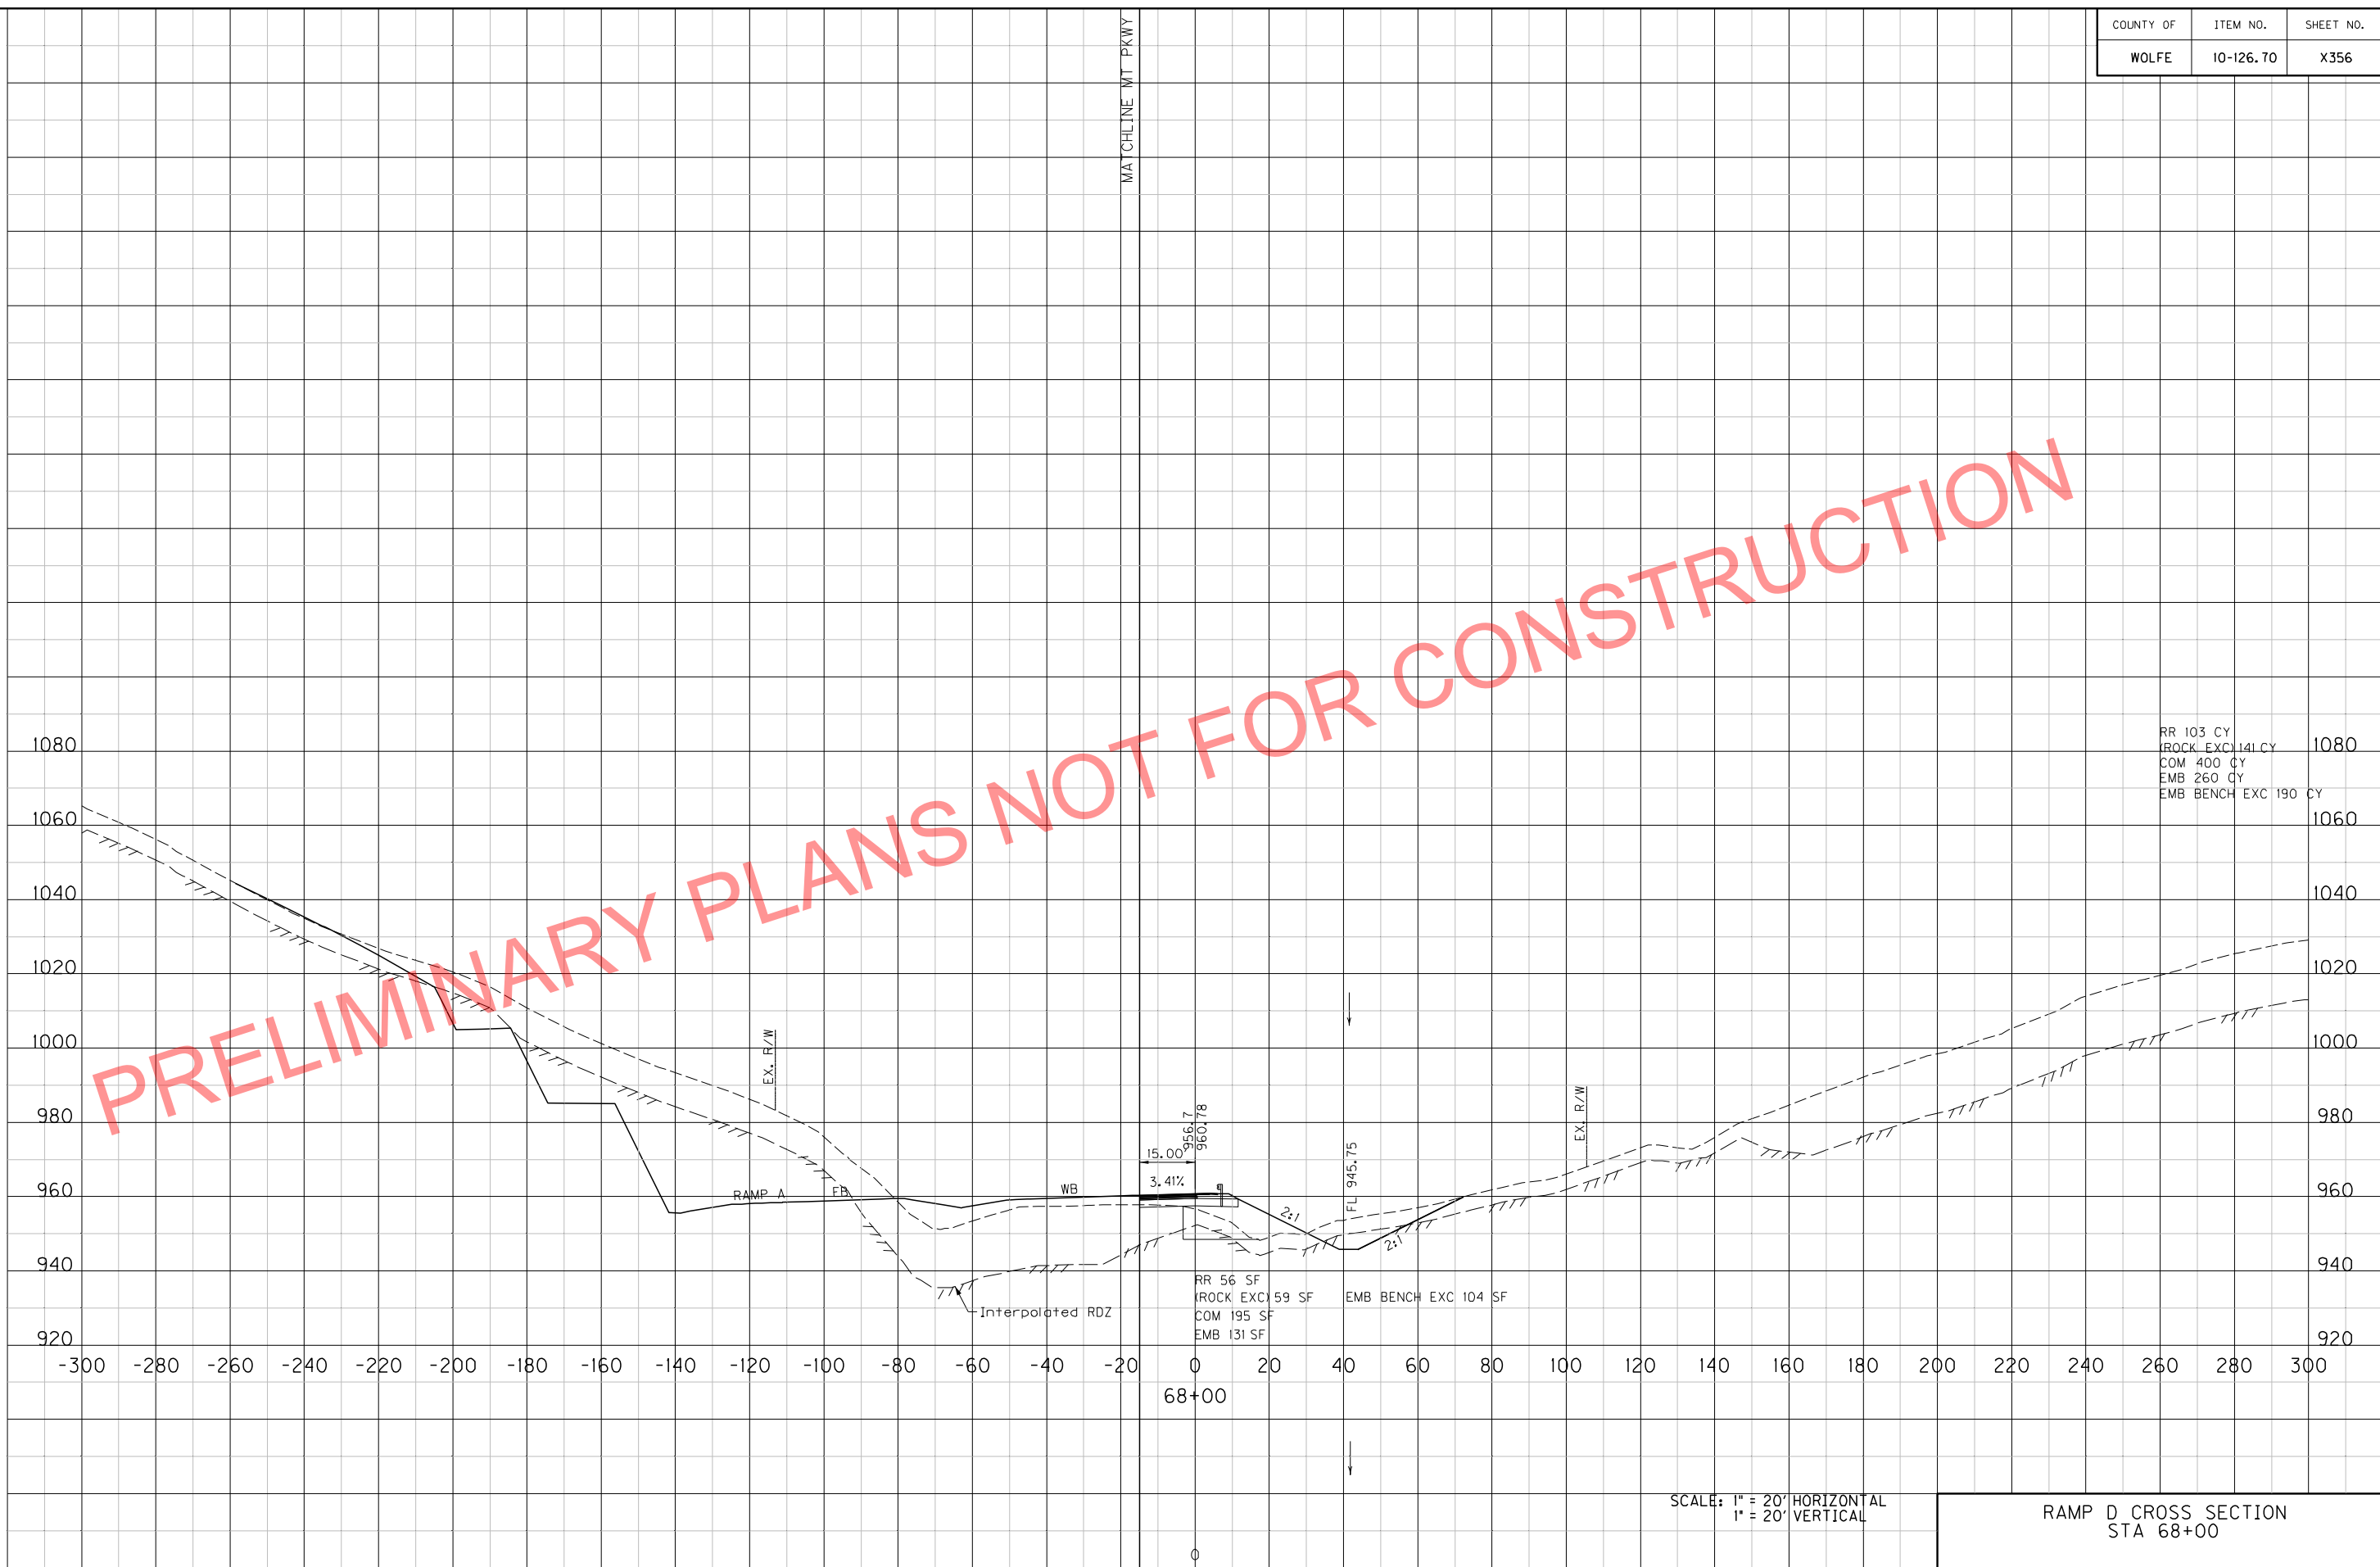 COUNTY OF ITEM NO. SHEET NO.
WOLFE 10-126.70 X356
MATCHLINE MT PKWY
PRELIMINARY PLANS NOT FOR CONSTRUCTION
RR 103 CY
(ROCK EXC) 141 CY
COM 400 CY
EMB 260 CY
EMB BENCH EXC 190 CY
1080 1080
1060 1060
1040 1040
1020 1020
1000 1000
980 980
960 960
940 940
920 920
EX. R/W
EX. R/W
956.7
960.78
15.00'
3.41%
FL 945.75
RAMP A
EB
WB
2:1
2:1
Interpolated RDZ
RR 56 SF
(ROCK EXC) 59 SF EMB BENCH EXC 104 SF
COM 195 SF
EMB 131 SF
-300 -280 -260 -240 -220 -200 -180 -160 -140 -120 -100 -80 -60 -40 -20 0 20 40 60 80 100 120 140 160 180 200 220 240 260 280 300
68+00
SCALE: 1" = 20' HORIZONTAL
1" = 20' VERTICAL
RAMP D CROSS SECTION
STA 68+00
0